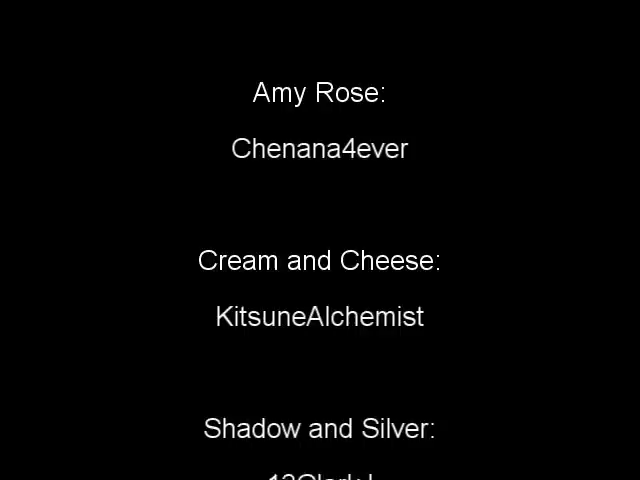 Amy Rose:
Chenana4ever
Cream and Cheese:
KitsuneAlchemist
Shadow and Silver: